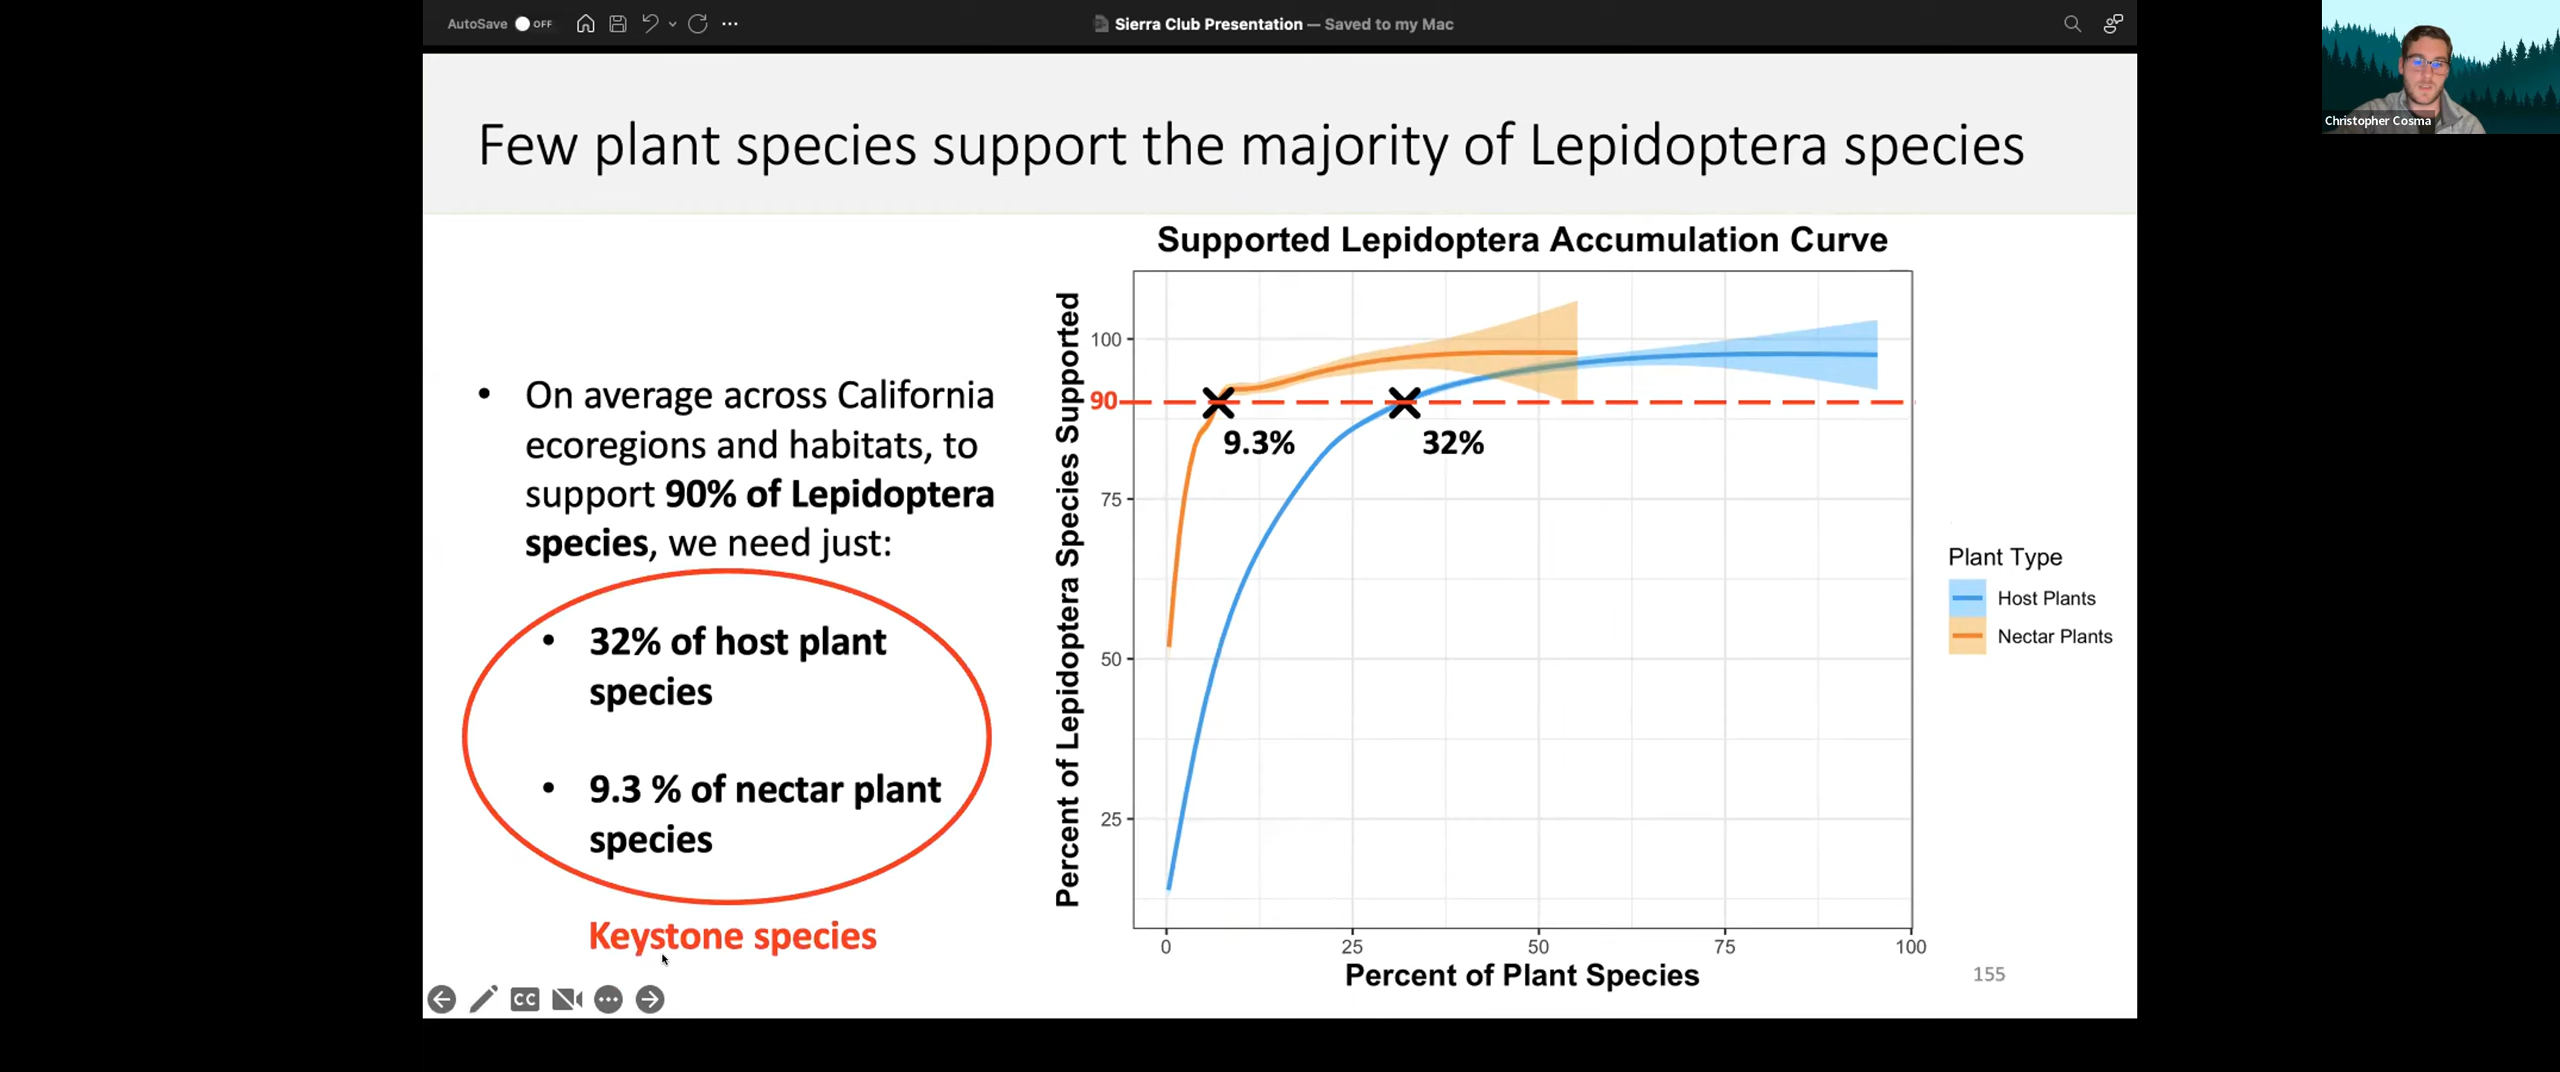 AutoSave OFF
Sierra Club Presentation — Saved to my Mac
Christopher Cosma
Few plant species support the majority of Lepidoptera species
• On average across California
ecoregions and habitats, to
support 90% of Lepidoptera
species, we need just:
• 32% of host plant
species
• 9.3 % of nectar plant
species
Keystone species
Supported Lepidoptera Accumulation Curve
Percent of Lepidoptera Species Supported
100
90
75
50
25
9.3%
32%
0 25 50 75 100
Percent of Plant Species
Plant Type
Host Plants
Nectar Plants
155
CC